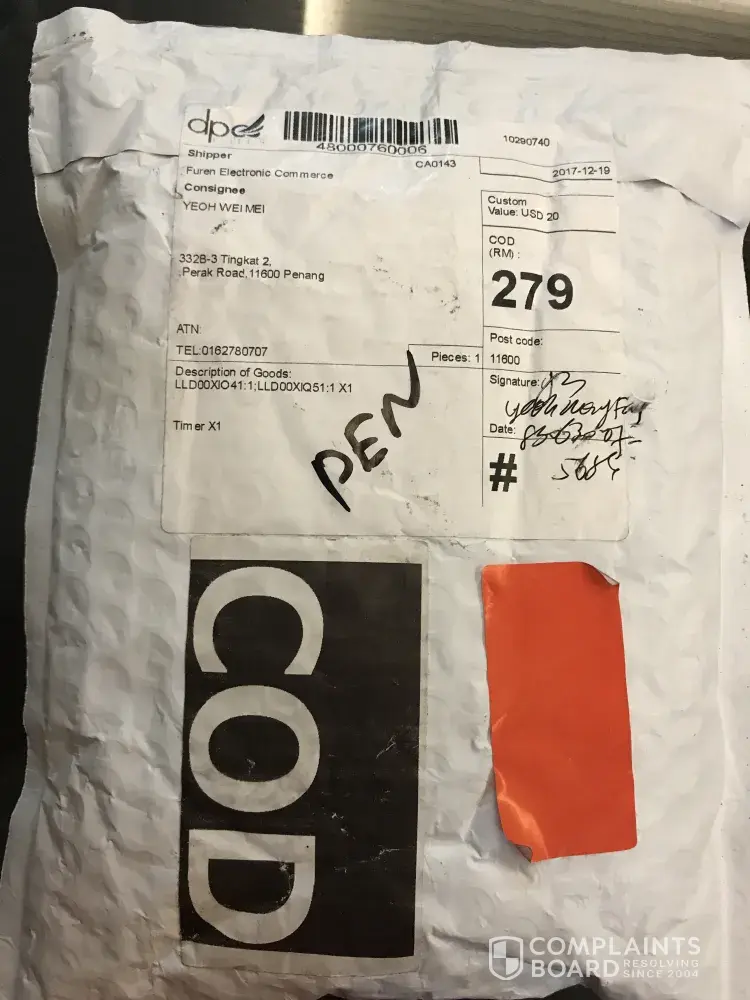 dpe
48000760006
10290740
CA0143
2017-12-19
Shipper
Furen Electronic Commerce
Consignee
YEOH WEI MEI
Custom
Value: USD 20
COD
(RM) :
279
332B-3 Tingkat 2,
Perak Road,11600 Penang
ATN:
TEL:0162780707
Pieces: 1
Post code:
11600
Description of Goods:
LLD00XIO41:1;LLD00XIQ51:1 X1
Timer X1
Signature:
Date:
#
PEN
COD
COMPLAINTS
BOARD RESOLVING
SINCE 2004